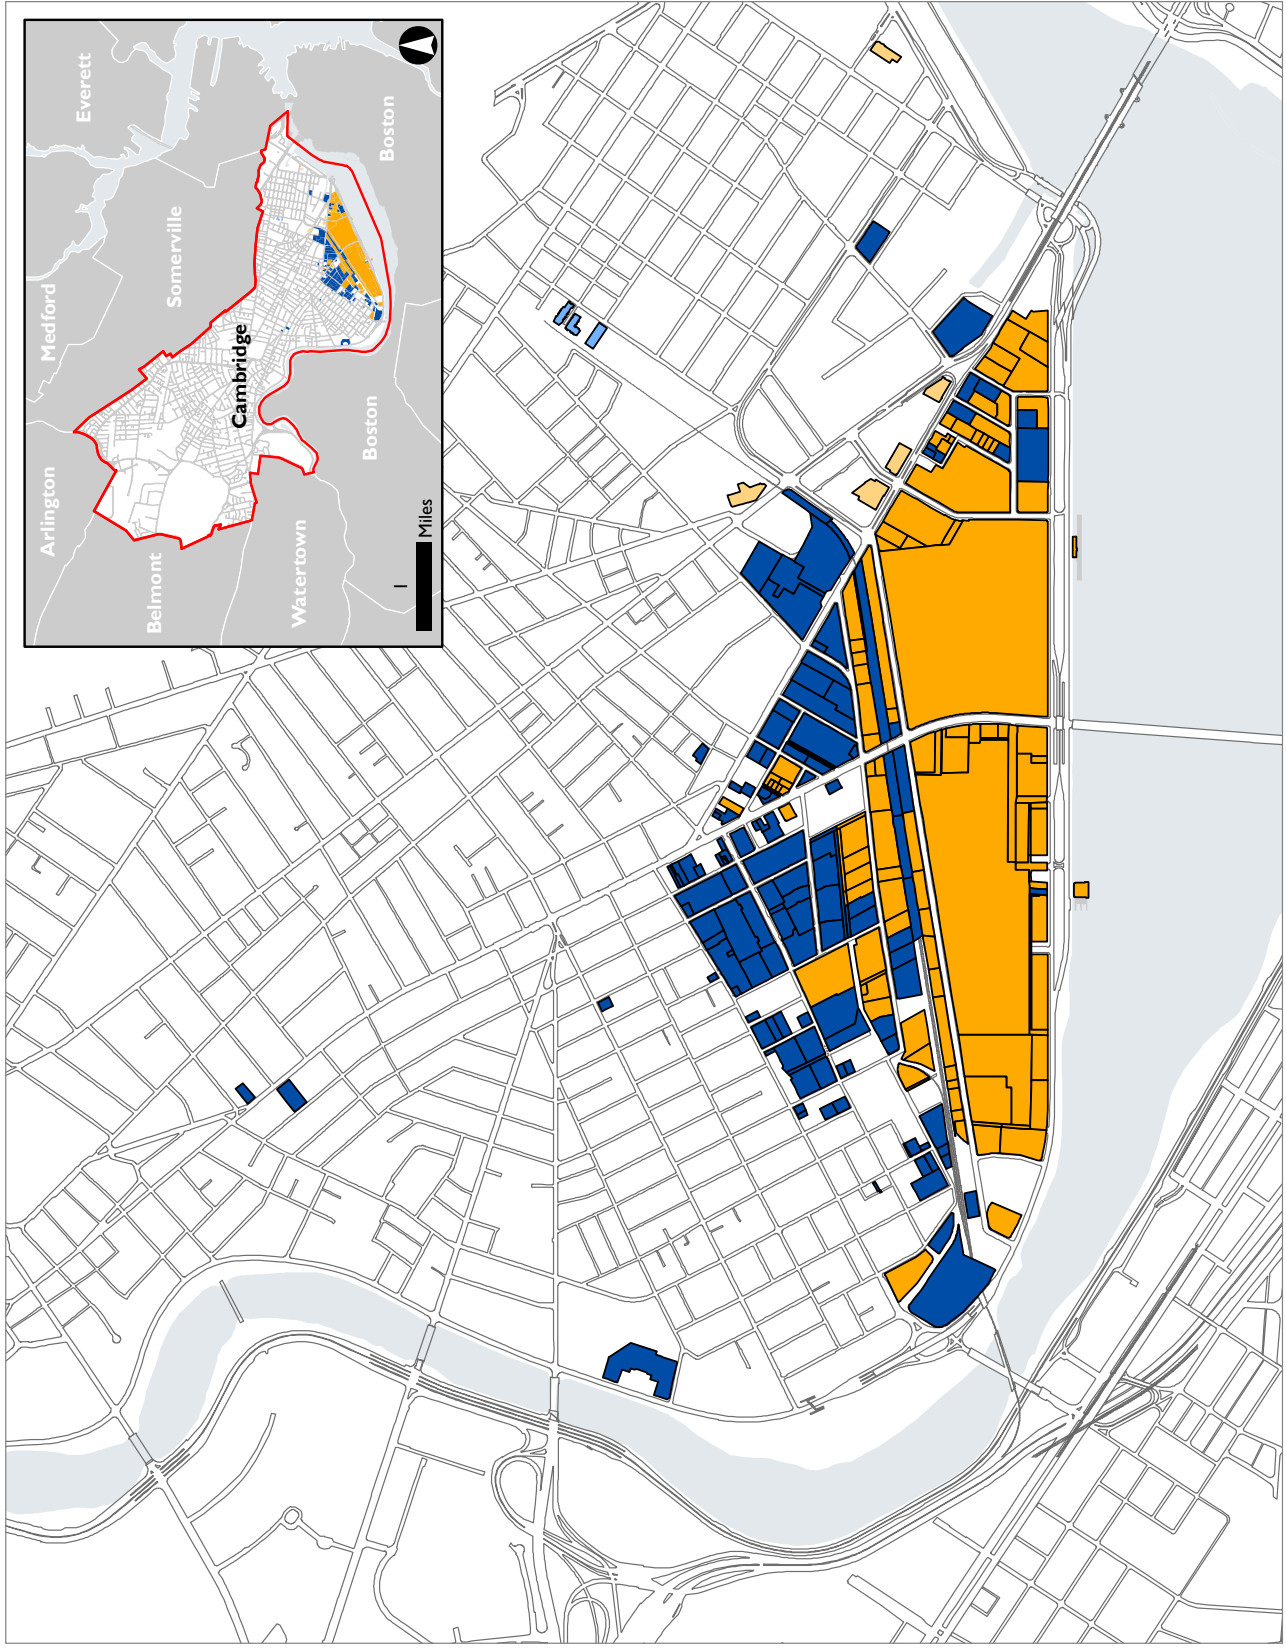 Arlington
Medford
Everett
Belmont
Somerville
Cambridge
Watertown
Boston
Boston
1
Miles